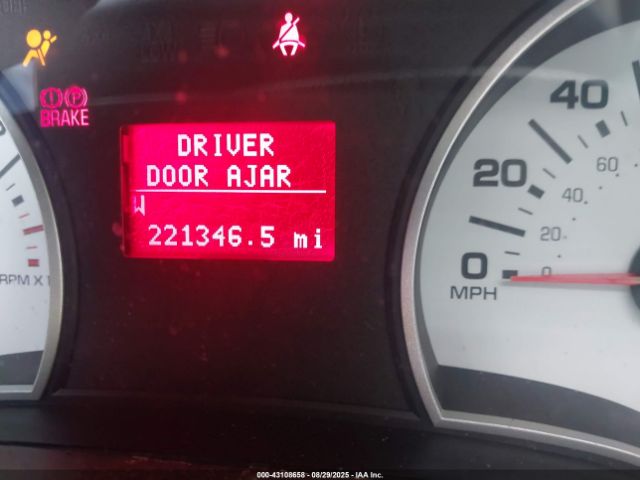 BRAKE
DRIVER
DOOR AJAR
W
221346.5 mi
RPM X1
40
60
20
40
20
0
0
MPH
000-43108658 - 08/29/2025 - IAA Inc.